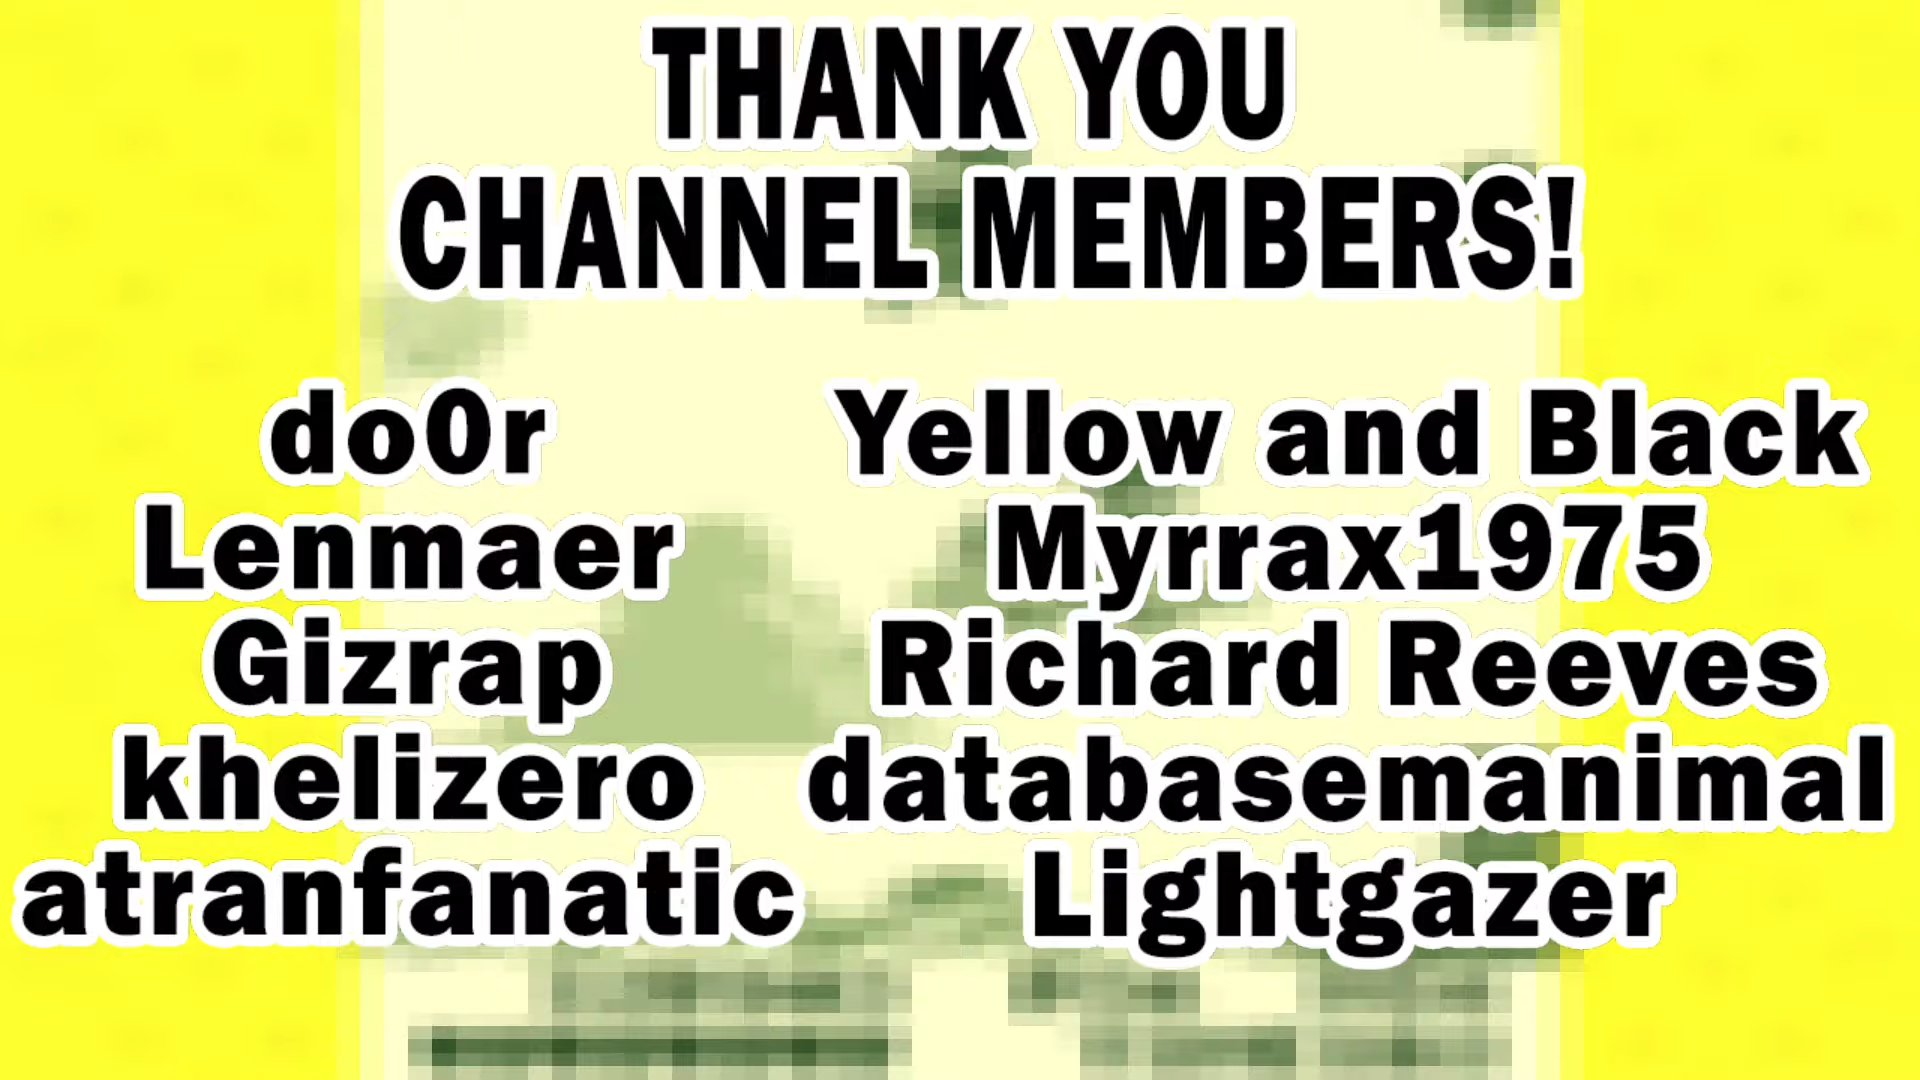 THANK YOU
CHANNEL MEMBERS!
do0r
Lenmaer
Gizrap
khelizero
atranfanatic
Yellow and Black
Myrrax1975
Richard Reeves
databasemanimal
Lightgazer